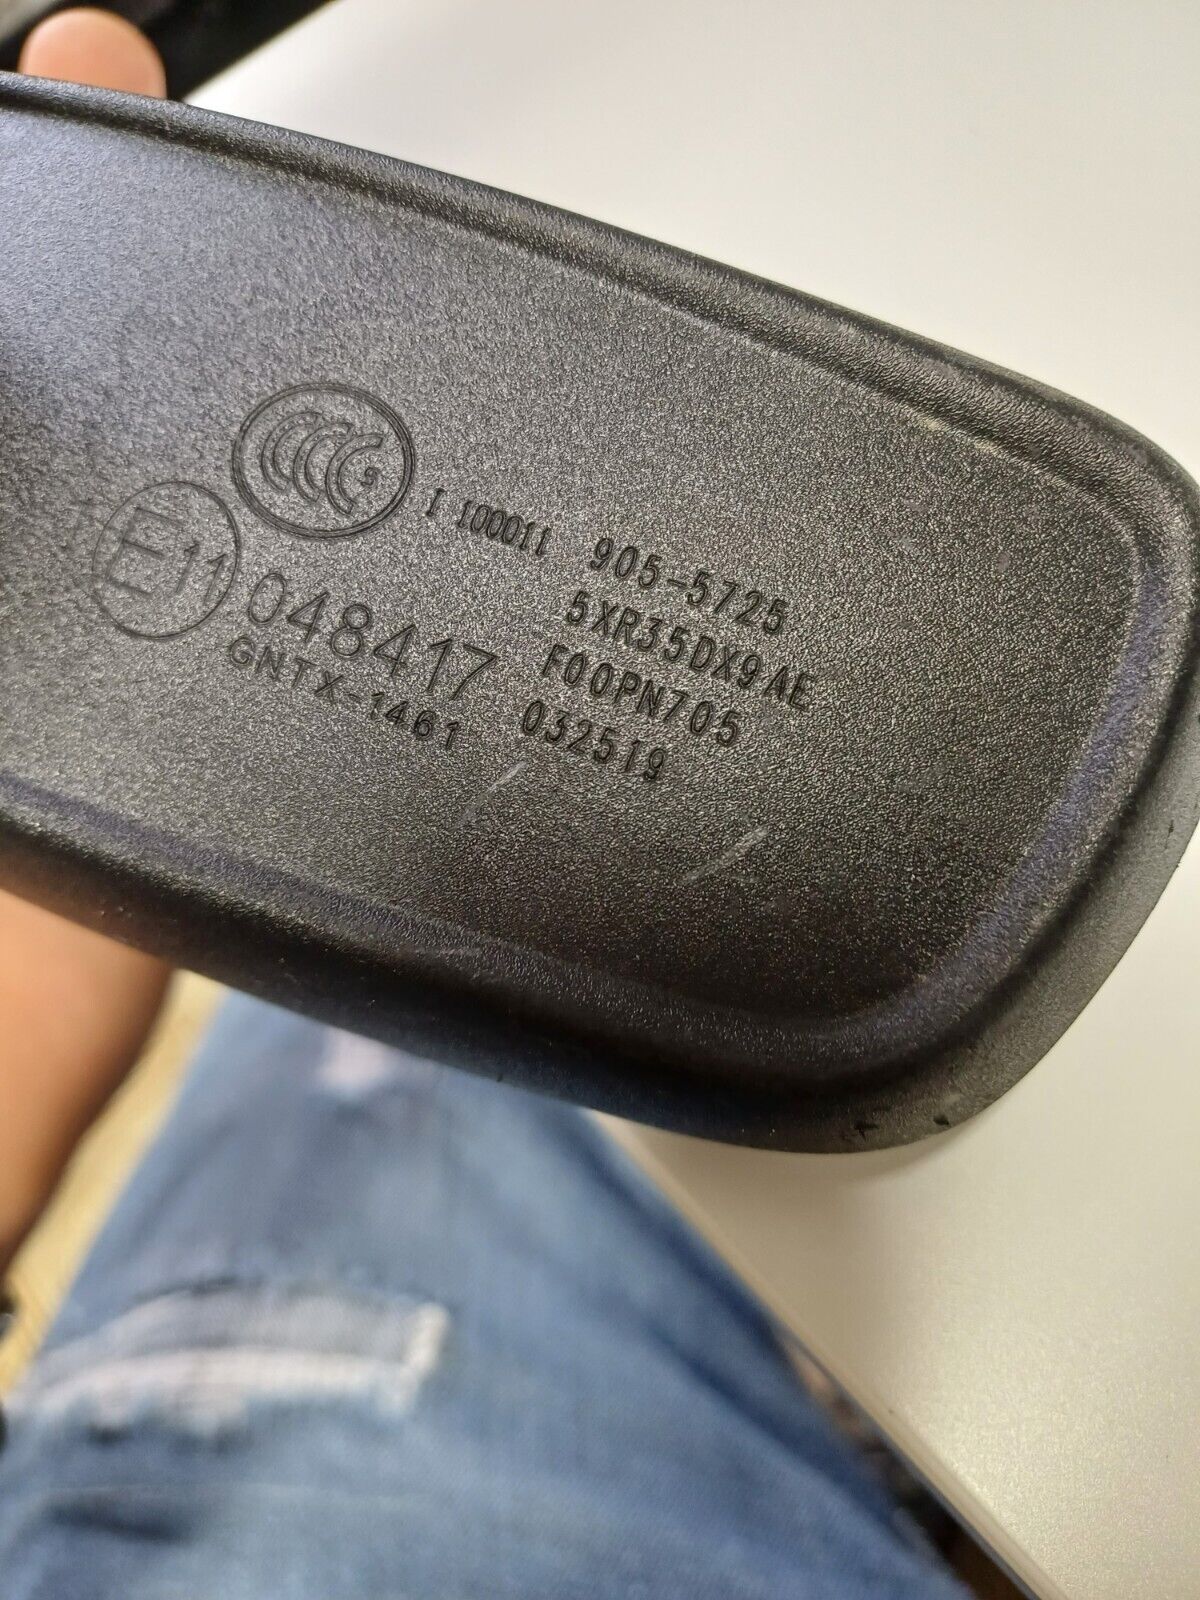 CCC
I 100011
E11
048417
GNTX-1461
905-5725
5XR35DX9AE
F00PN705
032519